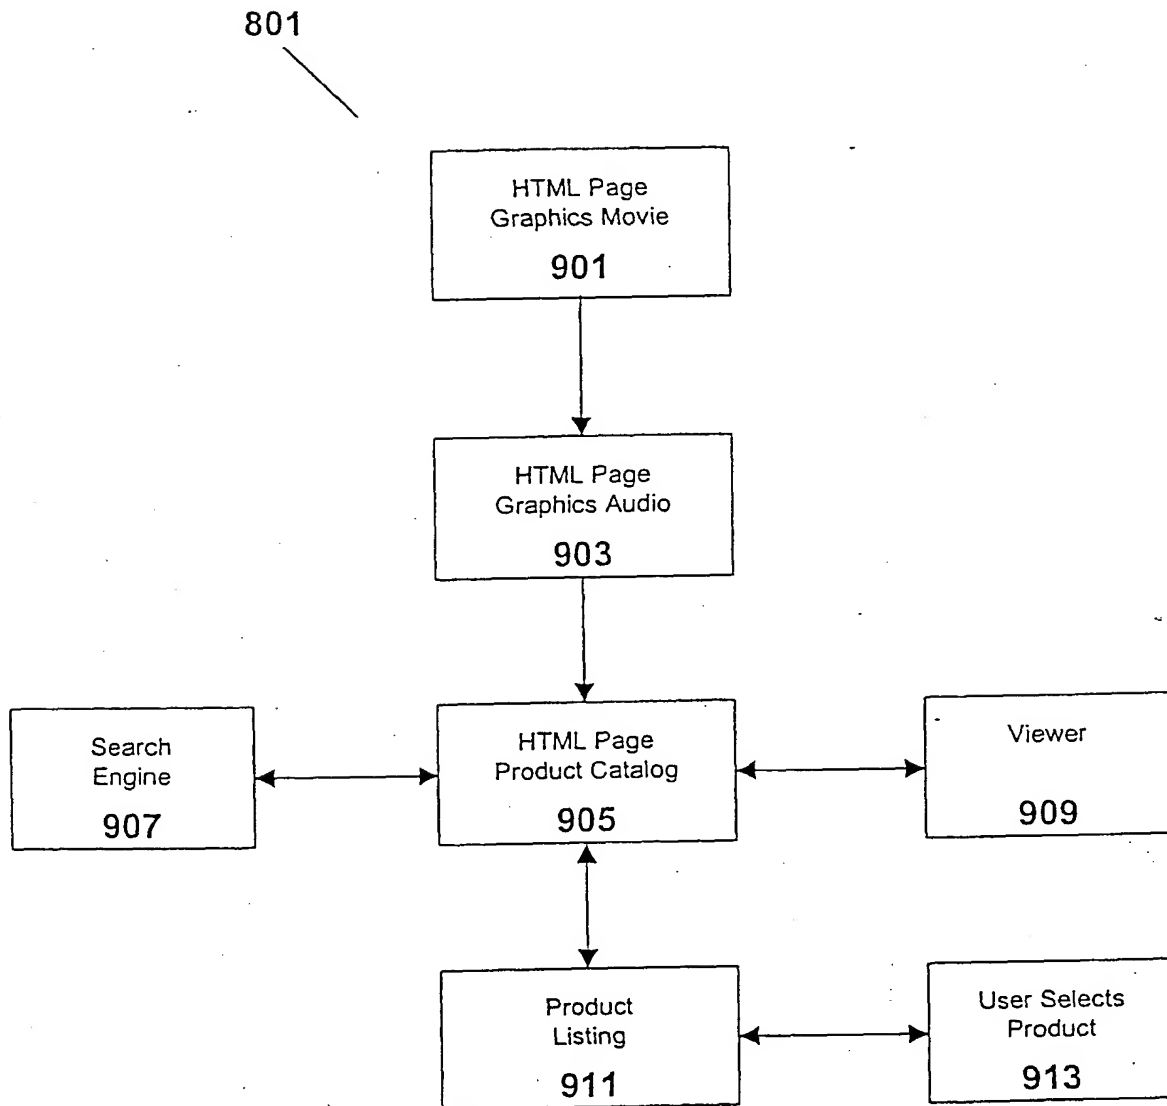 801
HTML Page
Graphics Movie
901
HTML Page
Graphics Audio
903
Search
Engine
907
HTML Page
Product Catalog
905
Viewer
909
Product
Listing
911
User Selects
Product
913